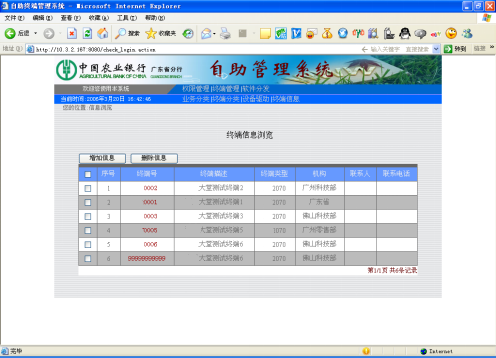 自助终端管理系统 - Microsoft Internet Explorer
文件(F) 编辑(E) 查看(V) 收藏(A) 工具(T) 帮助(H)
后退 搜索 收藏夹
地址(D) http://10.3.2.167:8080/check_login.action 输入关键字 直接搜索 转到 链接 »
中国农业银行 广东省分行 自助管理系统
AGRICULTURAL BANK OF CHINA
欢迎您使用本系统 权限管理|终端管理|软件分发
当前时间:2008年3月20日 16:42:46 业务分类|终端分类|设备驱动|终端信息
您的位置:信息浏览
终端信息浏览
增加信息 删除信息
序号 终端号 终端描述 终端类型 机构 联系人 联系电话
1 0002 大堂测试终端2 2070 广州科技部
2 0001 大堂测试终端1 2070 广东省
3 0003 大堂测试终端3 2070 佛山科技部
4 0005 大堂测试终端5 2070 广州零售部
5 0006 大堂测试终端6 2070 佛山科技部
6 99999999999 大堂测试终端6 2070 佛山科技部
第1/1页 共6条记录
完毕 Internet